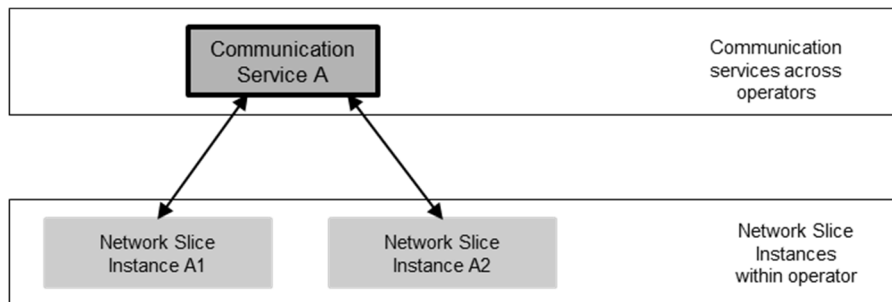 Communication
Service A
Communication
services across
operators
Network Slice
Instance A1
Network Slice
Instance A2
Network Slice
Instances
within operator